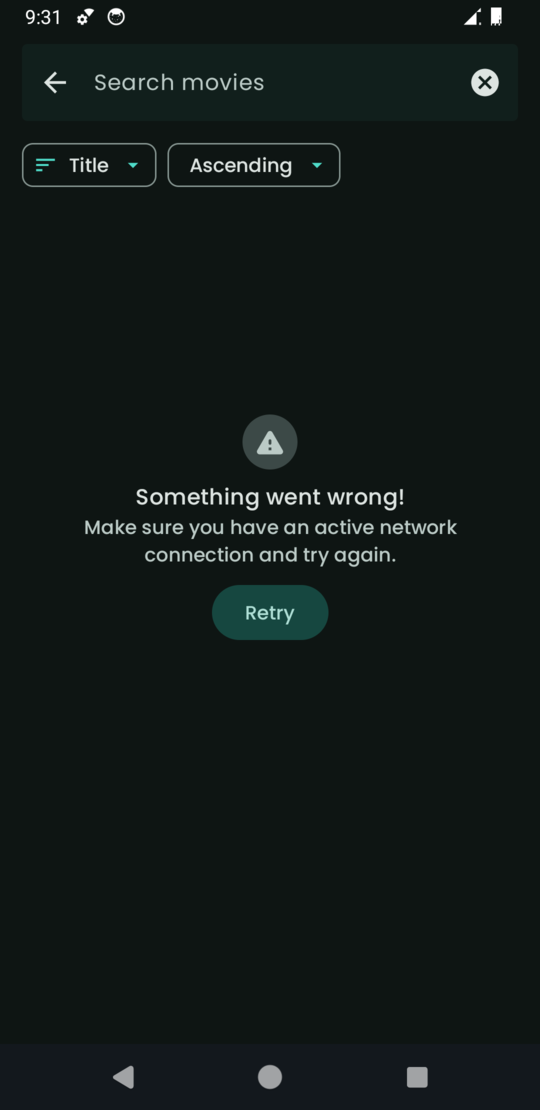 9:31
Search movies
Title
Ascending
Something went wrong!
Make sure you have an active network
connection and try again.
Retry